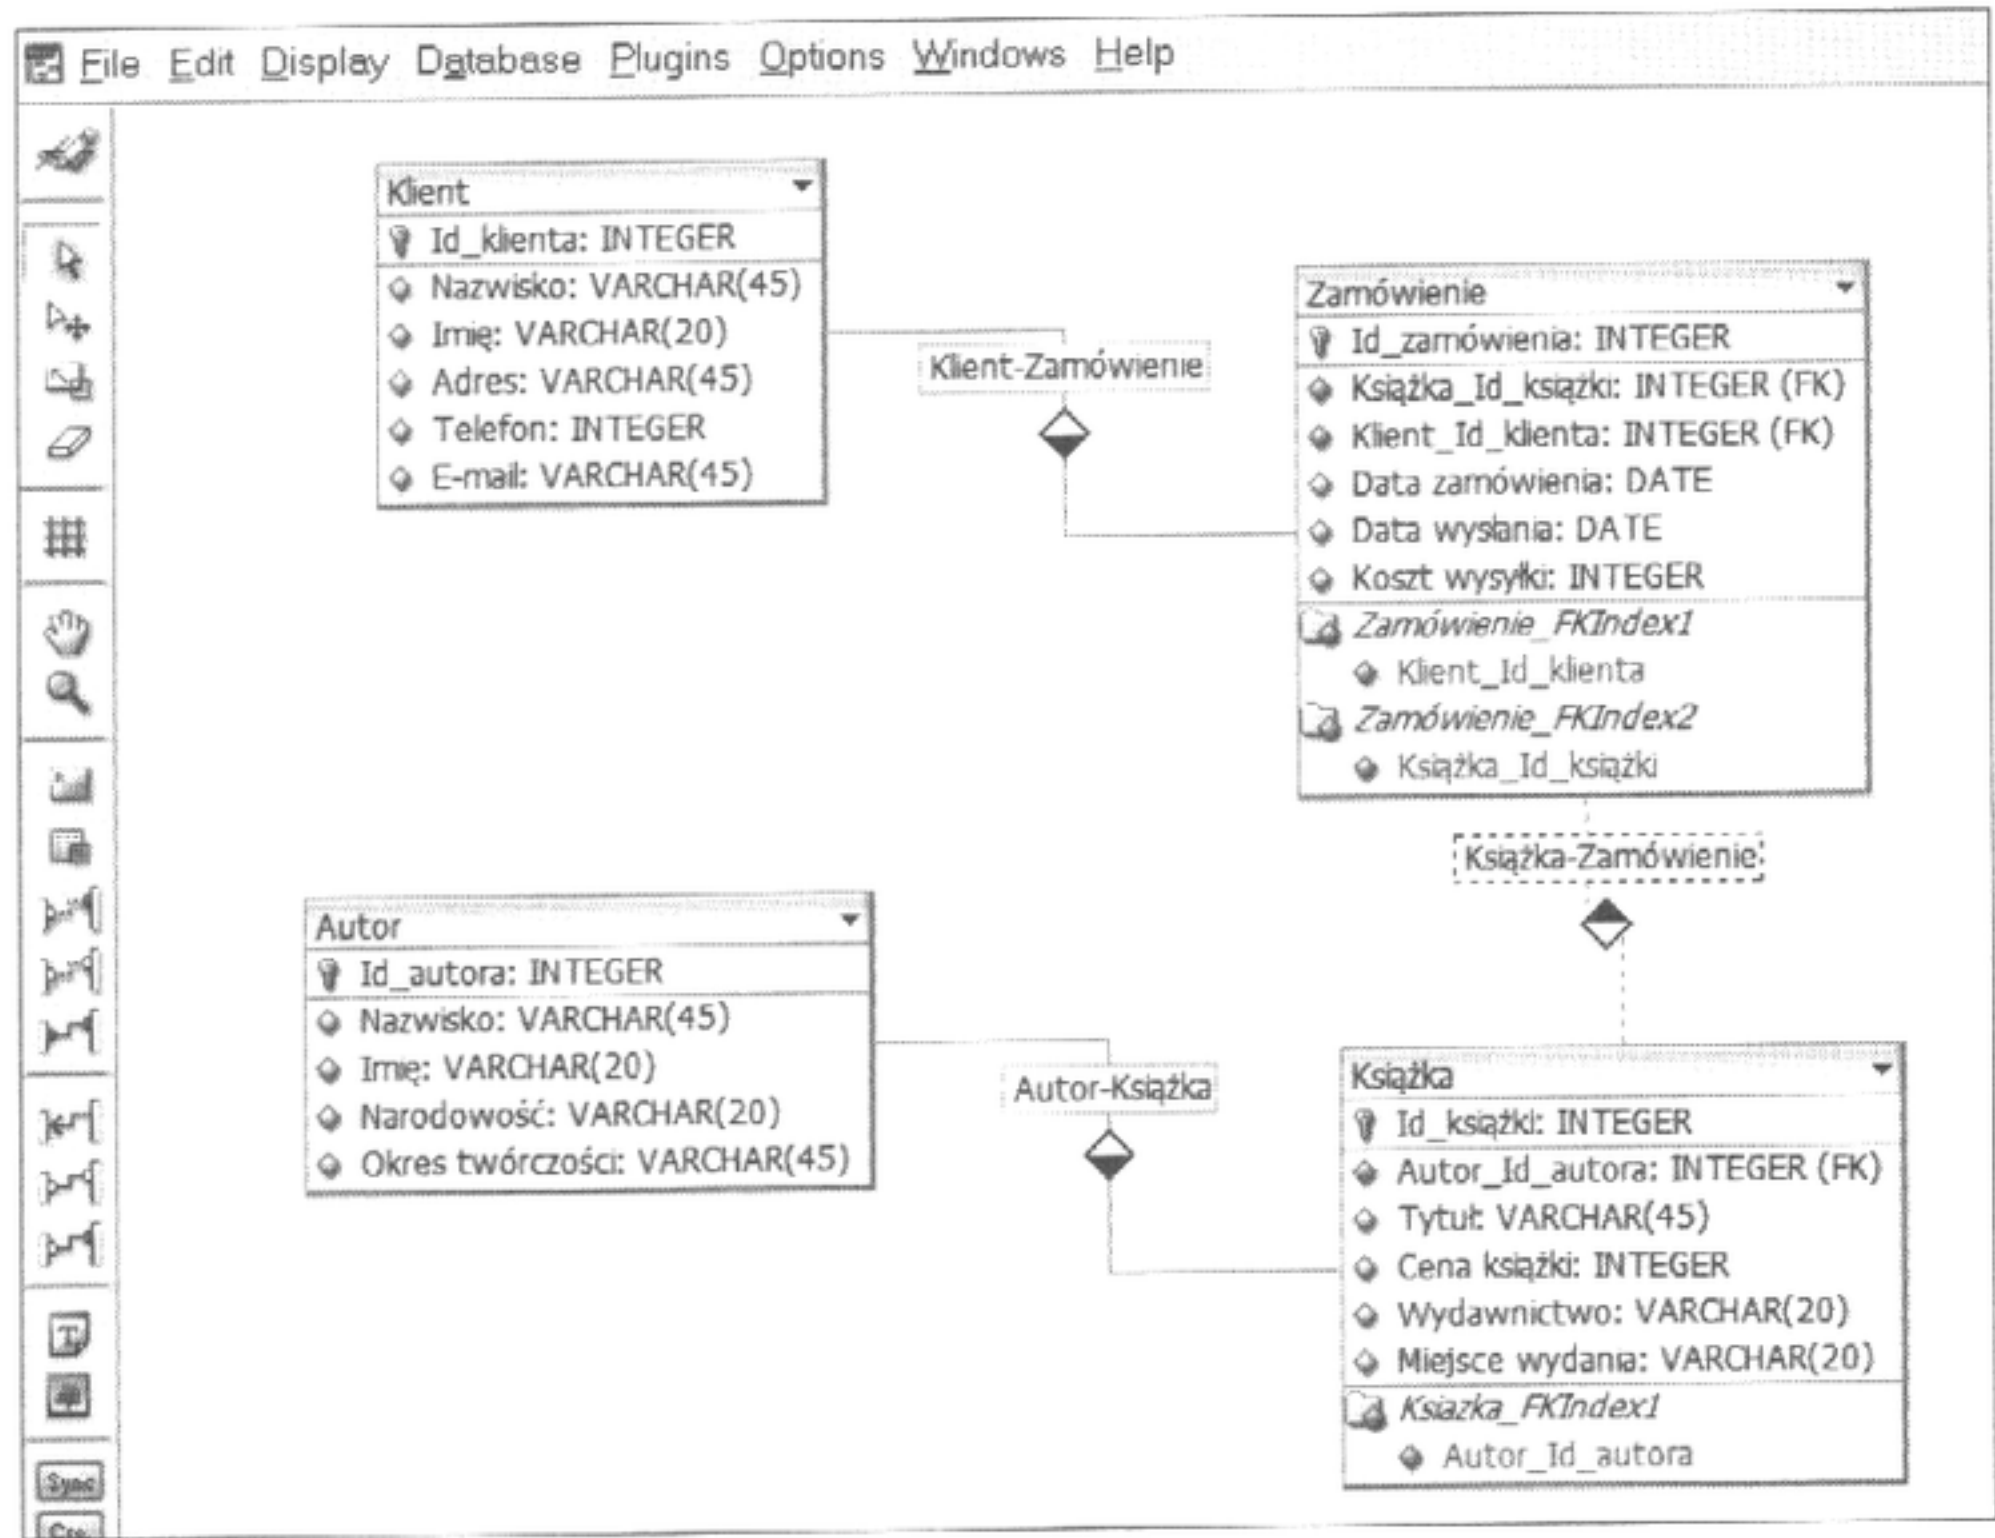 File Edit Display Database Plugins Options Windows Help
Klient
Id_klienta: INTEGER
Nazwisko: VARCHAR(45)
Imię: VARCHAR(20)
Adres: VARCHAR(45)
Telefon: INTEGER
E-mail: VARCHAR(45)
Klient-Zamówienie
Zamówienie
Id_zamówienia: INTEGER
Książka_Id_książki: INTEGER (FK)
Klient_Id_klienta: INTEGER (FK)
Data zamówienia: DATE
Data wysłania: DATE
Koszt wysyłki: INTEGER
Zamówienie_FKIndex1
Klient_Id_klienta
Zamówienie_FKIndex2
Książka_Id_książki
Książka-Zamówienie
Autor
Id_autora: INTEGER
Nazwisko: VARCHAR(45)
Imię: VARCHAR(20)
Narodowość: VARCHAR(20)
Okres twórczości: VARCHAR(45)
Autor-Książka
Książka
Id_książki: INTEGER
Autor_Id_autora: INTEGER (FK)
Tytuł: VARCHAR(45)
Cena książki: INTEGER
Wydawnictwo: VARCHAR(20)
Miejsce wydania: VARCHAR(20)
Ksiazka_FKIndex1
Autor_Id_autora
Sync